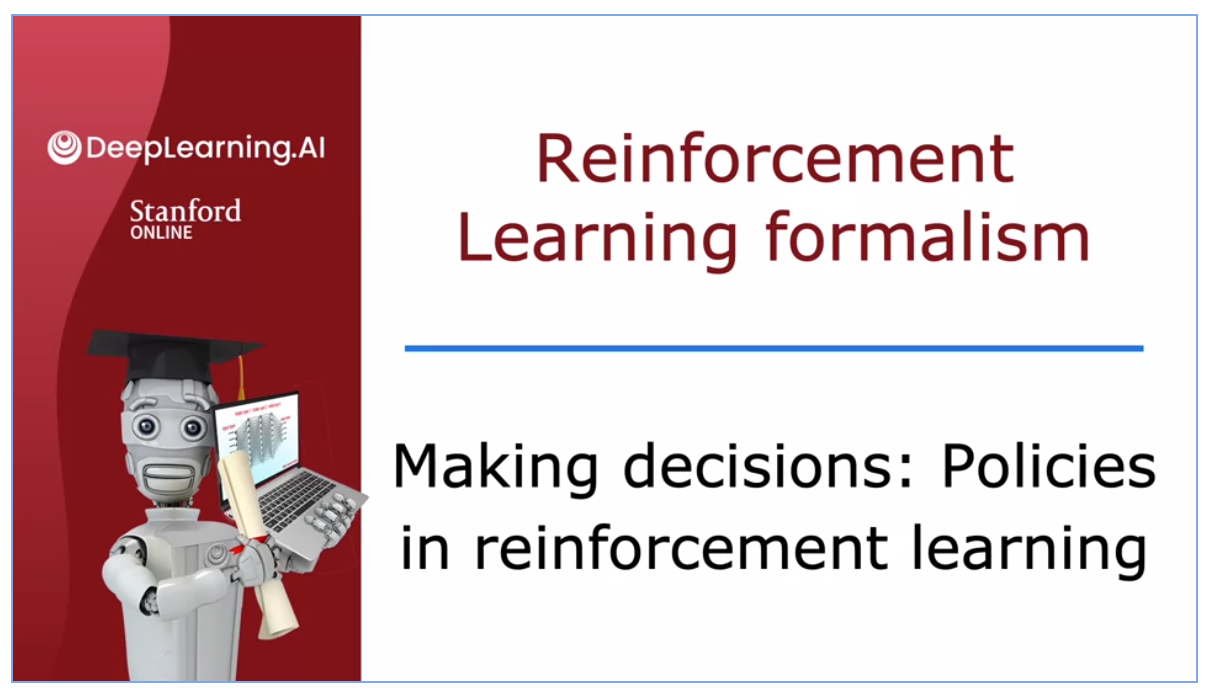 DeepLearning.AI
Stanford
ONLINE
Reinforcement
Learning formalism
Making decisions: Policies
in reinforcement learning